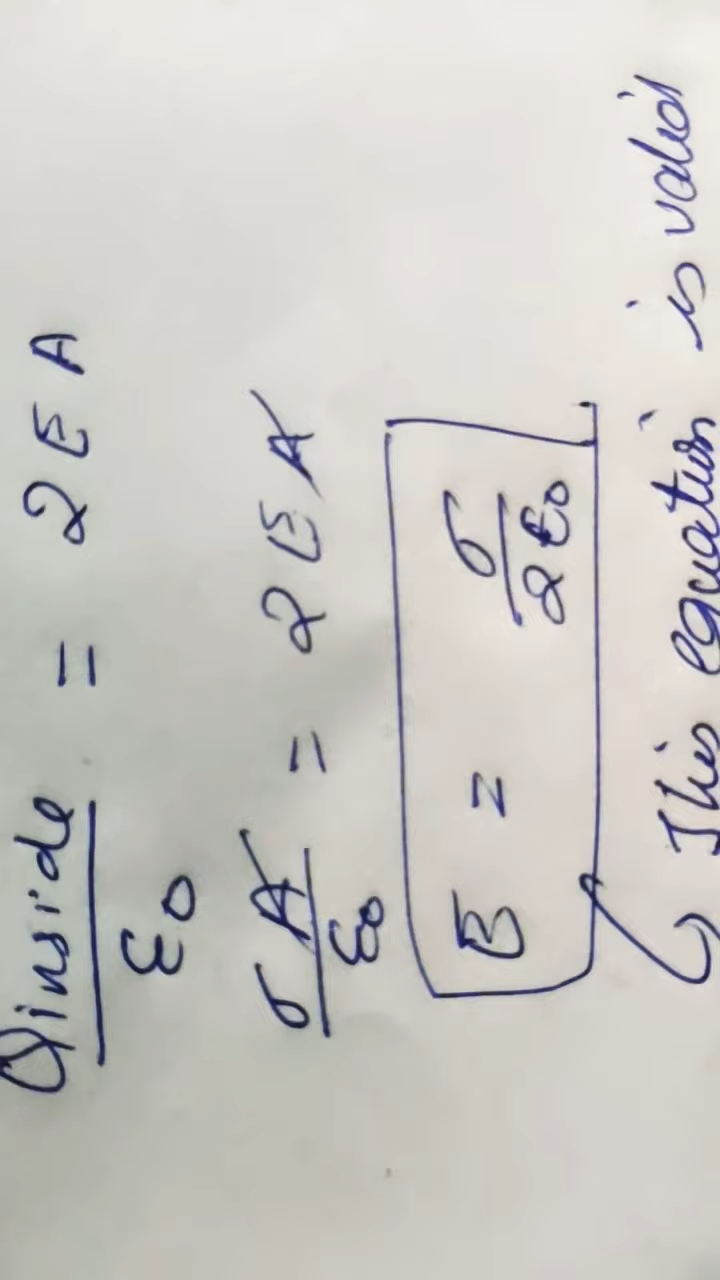 Qinside / ε0 = 2EA
σA / ε0 = 2EA
E = σ / 2ε0
This equation is valid